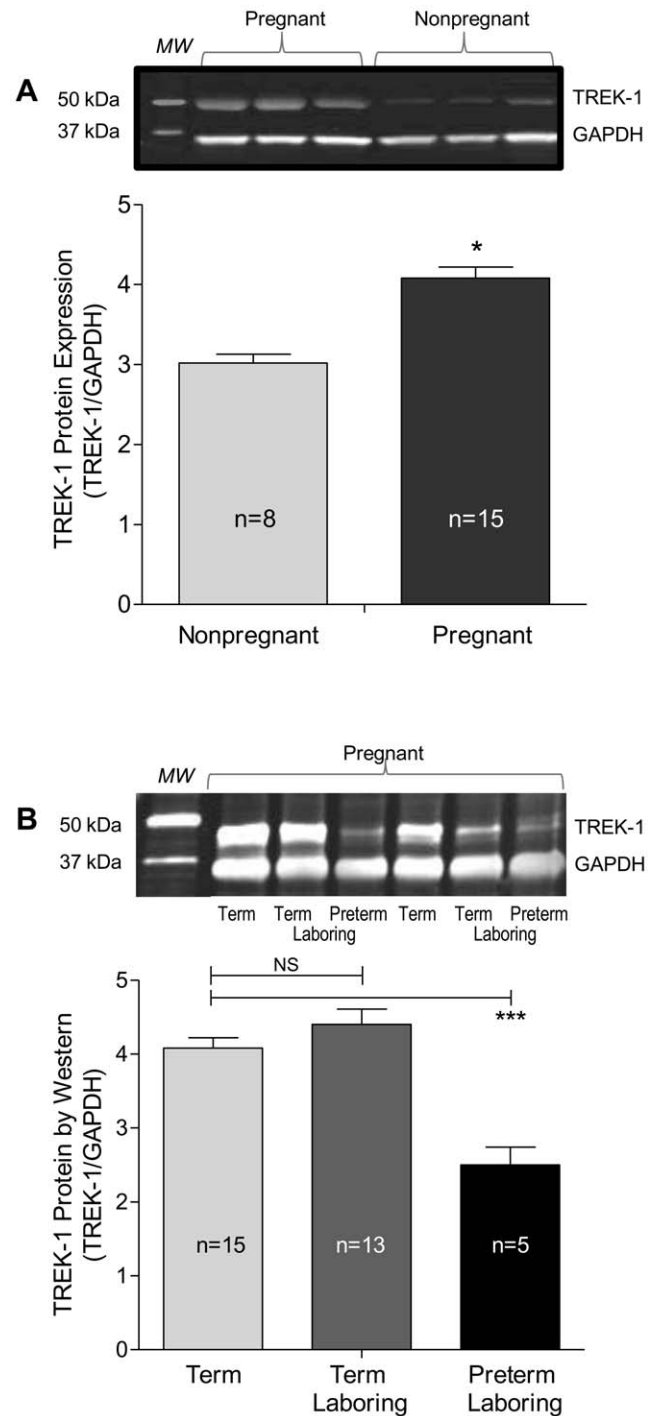 Pregnant Nonpregnant
MW
A
50 kDa TREK-1
37 kDa GAPDH
TREK-1 Protein Expression
(TREK-1/GAPDH)
5
4
3
2
1
0
*
n=8 n=15
Nonpregnant Pregnant
Pregnant
MW
B
50 kDa TREK-1
37 kDa GAPDH
Term Term Preterm Term Term Preterm
Laboring Laboring
TREK-1 Protein by Western
(TREK-1/GAPDH)
5
4
3
2
1
0
NS
***
n=15 n=13 n=5
Term Term Preterm
Laboring Laboring